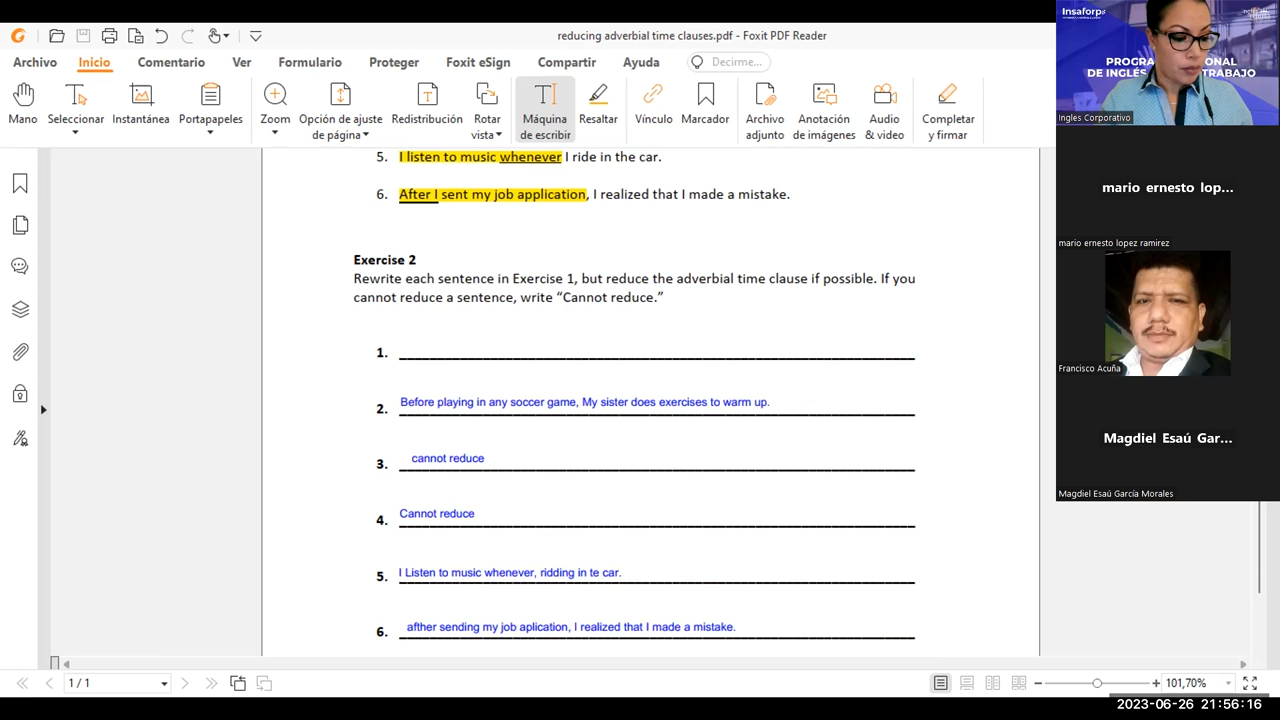 reducing adverbial time clauses.pdf - Foxit PDF Reader
Archivo Inicio Comentario Ver Formulario Proteger Foxit eSign Compartir Ayuda Decirme...
Mano Seleccionar Instantánea Portapapeles Zoom Opción de ajuste de página Redistribución Rotar vista Máquina de escribir Resaltar Vínculo Marcador Archivo adjunto Anotación de imágenes Audio & video Completar y firmar
5. I listen to music whenever I ride in the car.
6. After I sent my job application, I realized that I made a mistake.
Exercise 2
Rewrite each sentence in Exercise 1, but reduce the adverbial time clause if possible. If you
cannot reduce a sentence, write “Cannot reduce.”
1.
2. Before playing in any soccer game, My sister does exercises to warm up.
3. cannot reduce
4. Cannot reduce
5. I Listen to music whenever, ridding in te car.
6. afther sending my job aplication, I realized that I made a mistake.
1 / 1
101,70%
Insaforp
Ingles Corporativo
mario ernesto lop...
mario ernesto lopez ramirez
Francisco Acuña
Magdiel Esaú Gar...
Magdiel Esaú García Morales
2023-06-26 21:56:16